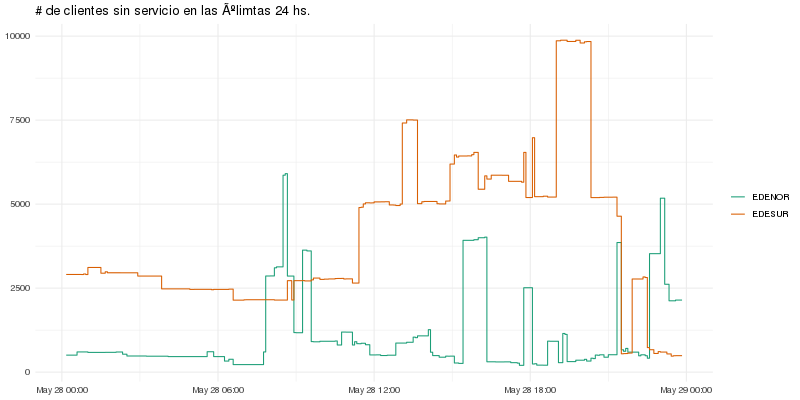 # de clientes sin servicio en las Ãºlimtas 24 hs.
10000
7500
5000
2500
0
May 28 00:00
May 28 06:00
May 28 12:00
May 28 18:00
May 29 00:00
EDENOR
EDESUR